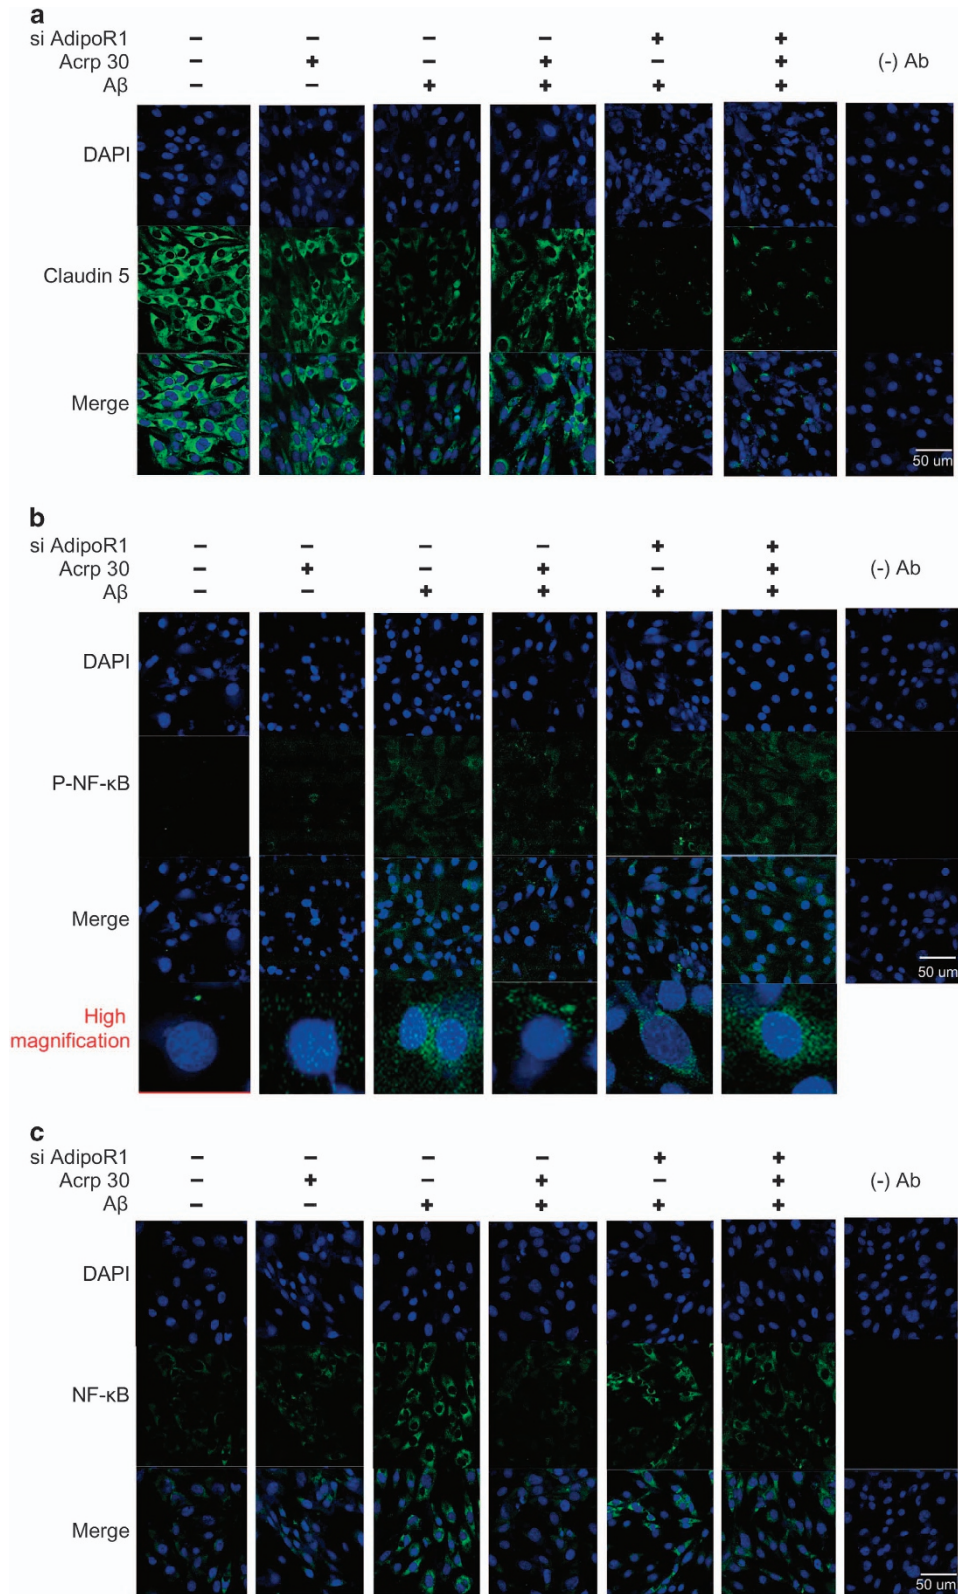 a
si AdipoR1 – – – – + +
Acrp 30 – + – + – + (-) Ab
Aβ – – + + + +
DAPI
Claudin 5
Merge
50 um
b
si AdipoR1 – – – – + +
Acrp 30 – + – + – + (-) Ab
Aβ – – + + + +
DAPI
P-NF-κB
Merge
50 um
High
magnification
c
si AdipoR1 – – – – + +
Acrp 30 – + – + – + (-) Ab
Aβ – – + + + +
DAPI
NF-κB
Merge
50 um